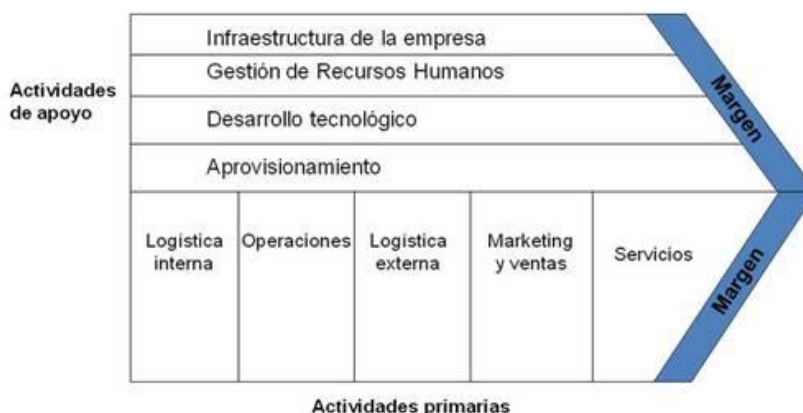 Infraestructura de la empresa
Gestión de Recursos Humanos
Actividades
de apoyo
Desarrollo tecnológico
Aprovisionamiento
Margen
Logística
interna
Operaciones
Logística
externa
Marketing
y ventas
Servicios
Margen
Actividades primarias